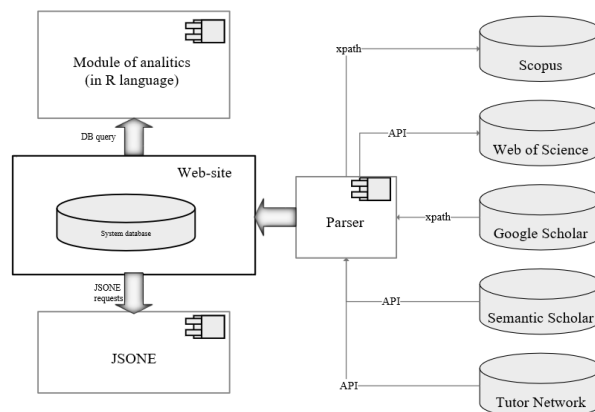 Module of analitics
(in R language)
DB query
Web-site
System database
JSONE
requests
JSONE
Parser
xpath
Scopus
API
Web of Science
xpath
Google Scholar
API
Semantic Scholar
API
Tutor Network